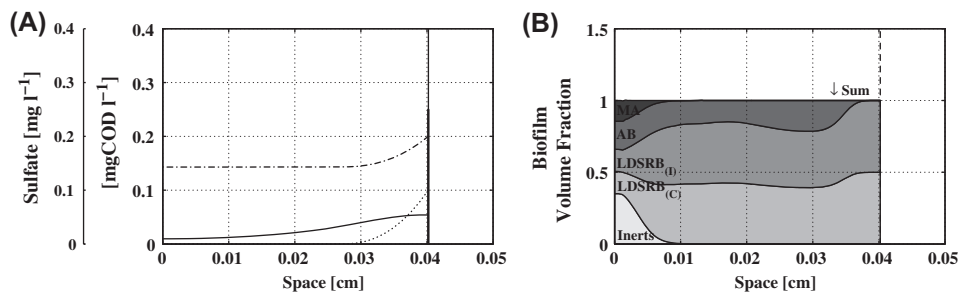 (A)
Sulfate [mg l⁻¹]
0.4
0.3
0.2
0.1
0
[mgCOD l⁻¹]
0.4
0.3
0.2
0.1
0
0
0.01
0.02
0.03
0.04
0.05
Space [cm]
(B)
Biofilm
Volume Fraction
1.5
1
0.5
0
↓ Sum
MA
AB
LDSRB(I)
LDSRB(C)
Inerts
0
0.01
0.02
0.03
0.04
0.05
Space [cm]